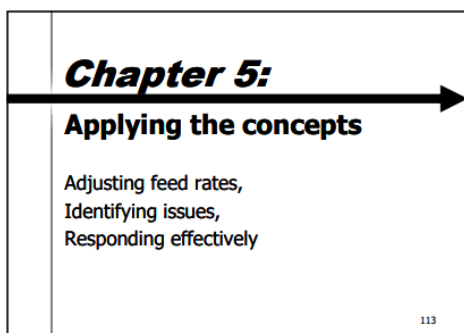 Chapter 5:
Applying the concepts
Adjusting feed rates,
Identifying issues,
Responding effectively
113